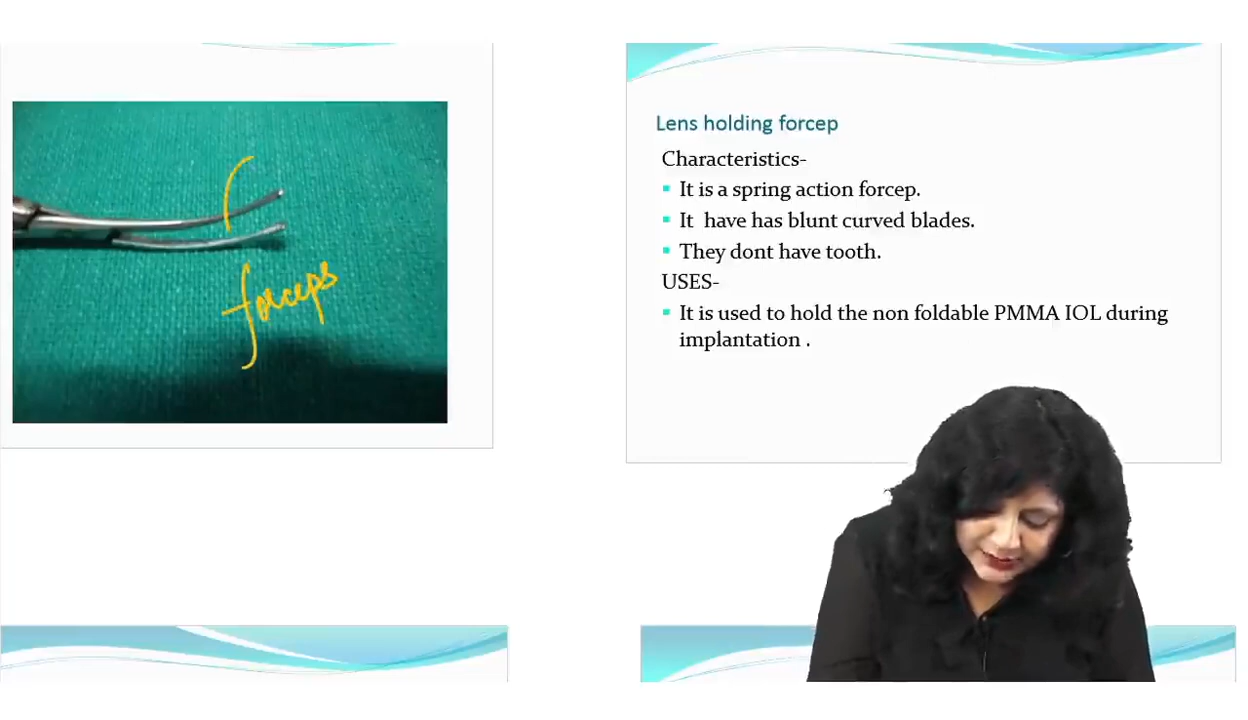 forceps
Lens holding forcep
Characteristics-
It is a spring action forcep.
It have has blunt curved blades.
They dont have tooth.
USES-
It is used to hold the non foldable PMMA IOL during
implantation .